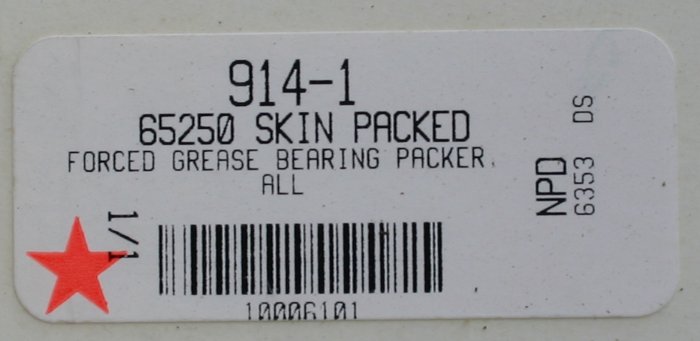 914-1
65250 SKIN PACKED
FORCED GREASE BEARING PACKER
ALL
1/1
10006101
NPD
6353 DS